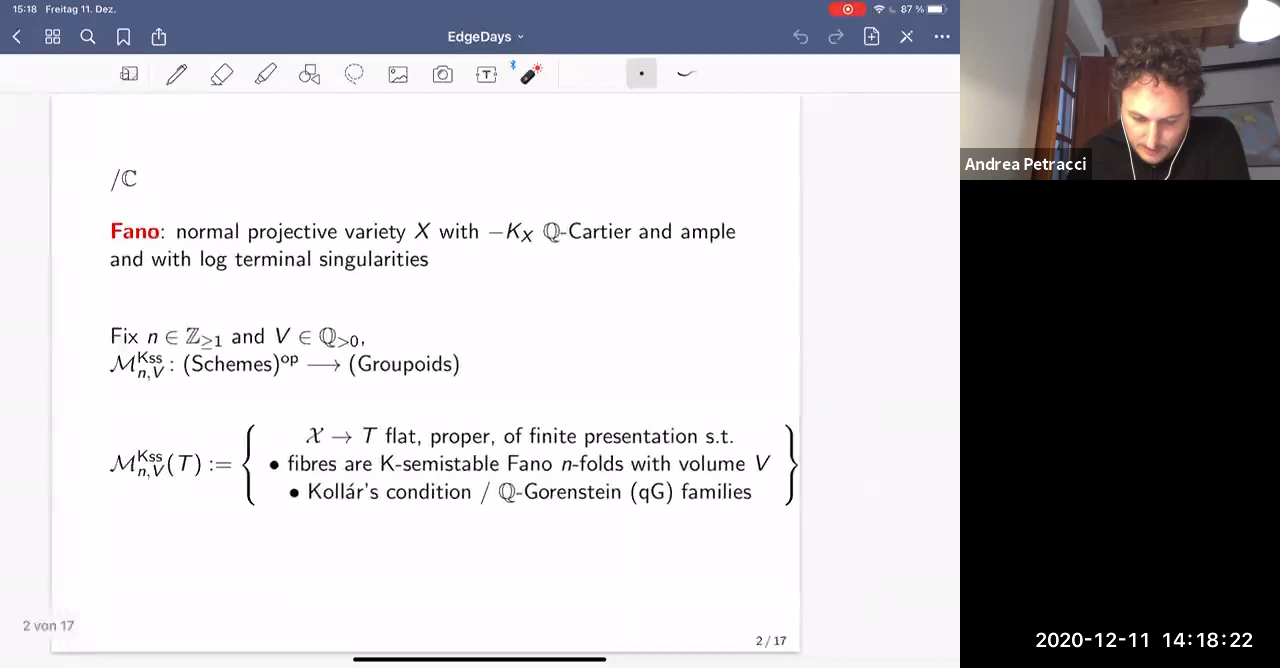 15:18 Freitag 11. Dez.
87 %
EdgeDays
/ℂ
Fano: normal projective variety X with −K_X ℚ-Cartier and ample
and with log terminal singularities
Fix n ∈ ℤ_{≥1} and V ∈ ℚ_{>0},
ℳ^{Kss}_{n,V} : (Schemes)^{op} ⟶ (Groupoids)
𝒳 → T flat, proper, of finite presentation s.t.
ℳ^{Kss}_{n,V}(T) := { • fibres are K-semistable Fano n-folds with volume V }
• Kollár's condition / ℚ-Gorenstein (qG) families
2 von 17
2 / 17
Andrea Petracci
2020-12-11 14:18:22